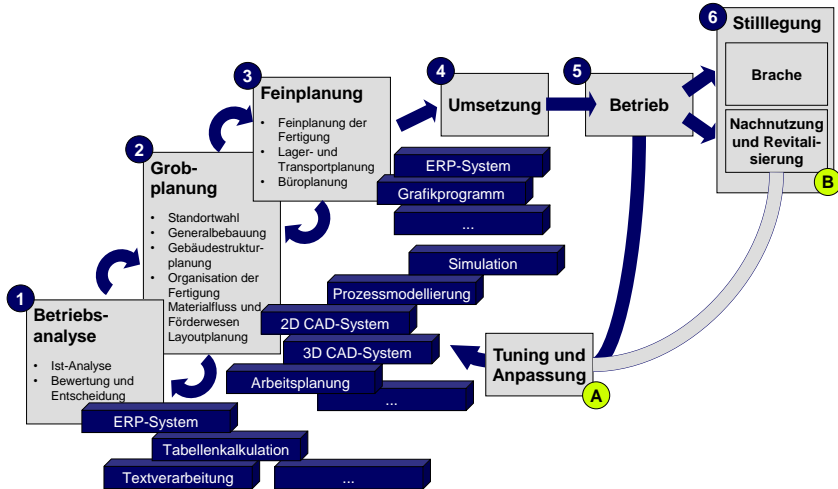 1
Betriebs-
analyse
• Ist-Analyse
• Bewertung und
Entscheidung
ERP-System
Tabellenkalkulation
Textverarbeitung
...
2
Grob-
planung
• Standortwahl
• Generalbebauung
• Gebäudestruktur-
planung
• Organisation der
Fertigung
Materialfluss und
Förderwesen
Layoutplanung
Simulation
Prozessmodellierung
2D CAD-System
3D CAD-System
Arbeitsplanung
...
3
Feinplanung
• Feinplanung der
Fertigung
• Lager- und
Transportplanung
• Büroplanung
ERP-System
Grafikprogramm
...
4
Umsetzung
5
Betrieb
6
Stilllegung
Brache
Nachnutzung
und Revitali-
sierung
B
Tuning und
Anpassung
A